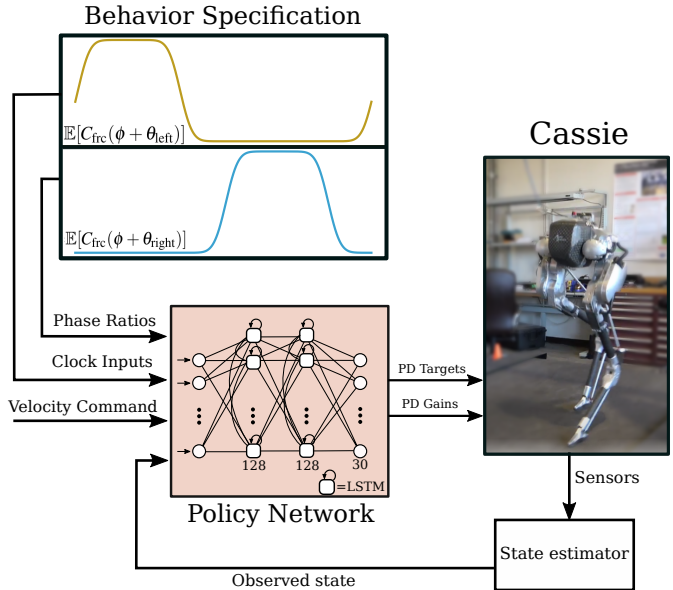 Behavior Specification
𝔼[C_frc(ϕ + θ_left)]
𝔼[C_frc(ϕ + θ_right)]
Cassie
Phase Ratios
Clock Inputs
Velocity Command
PD Targets
PD Gains
128
128
30
=LSTM
Policy Network
Sensors
State estimator
Observed state